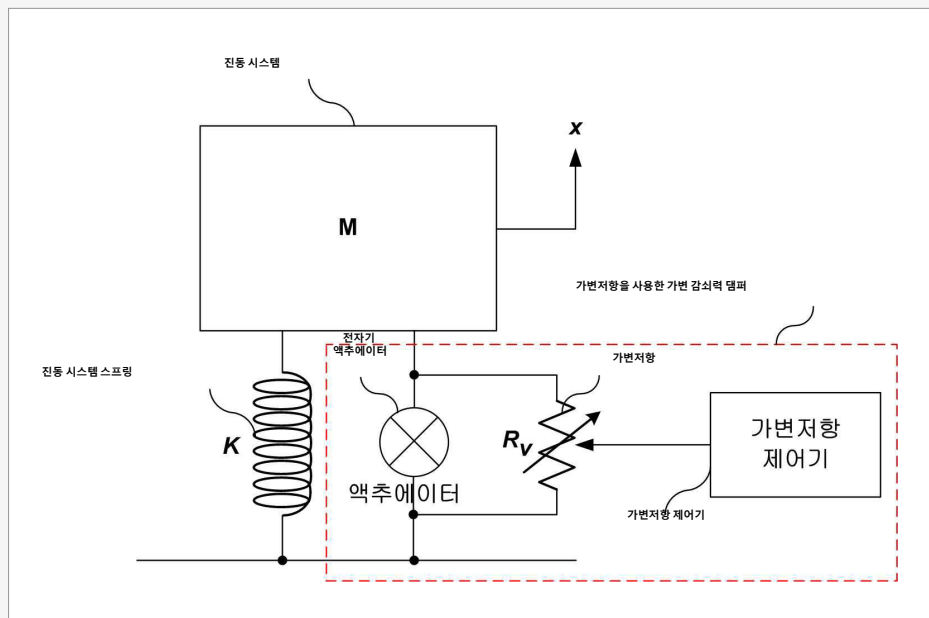 진동 시스템
x
M
가변저항을 사용한 가변 감쇠력 댐퍼
전자기
액추에이터
가변저항
진동 시스템 스프링
K
R_v
가변저항
제어기
액추에이터
가변저항 제어기